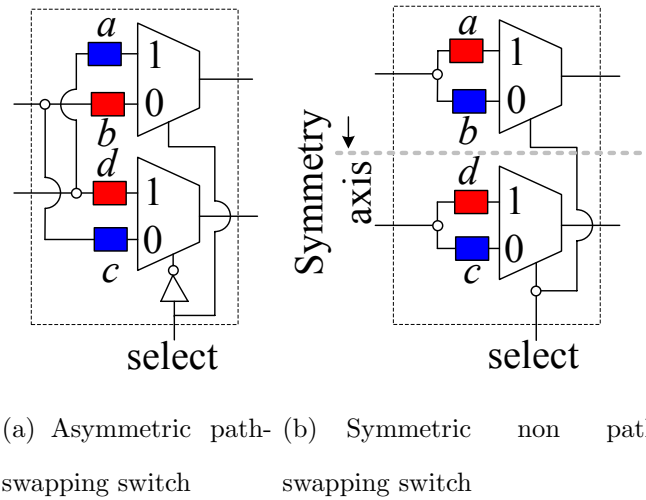 a
1
0
b
d
1
0
c
select
a
1
0
b
Symmetry
axis
d
1
0
c
select
(a) Asymmetric path-
swapping switch
(b) Symmetric non
swapping switch